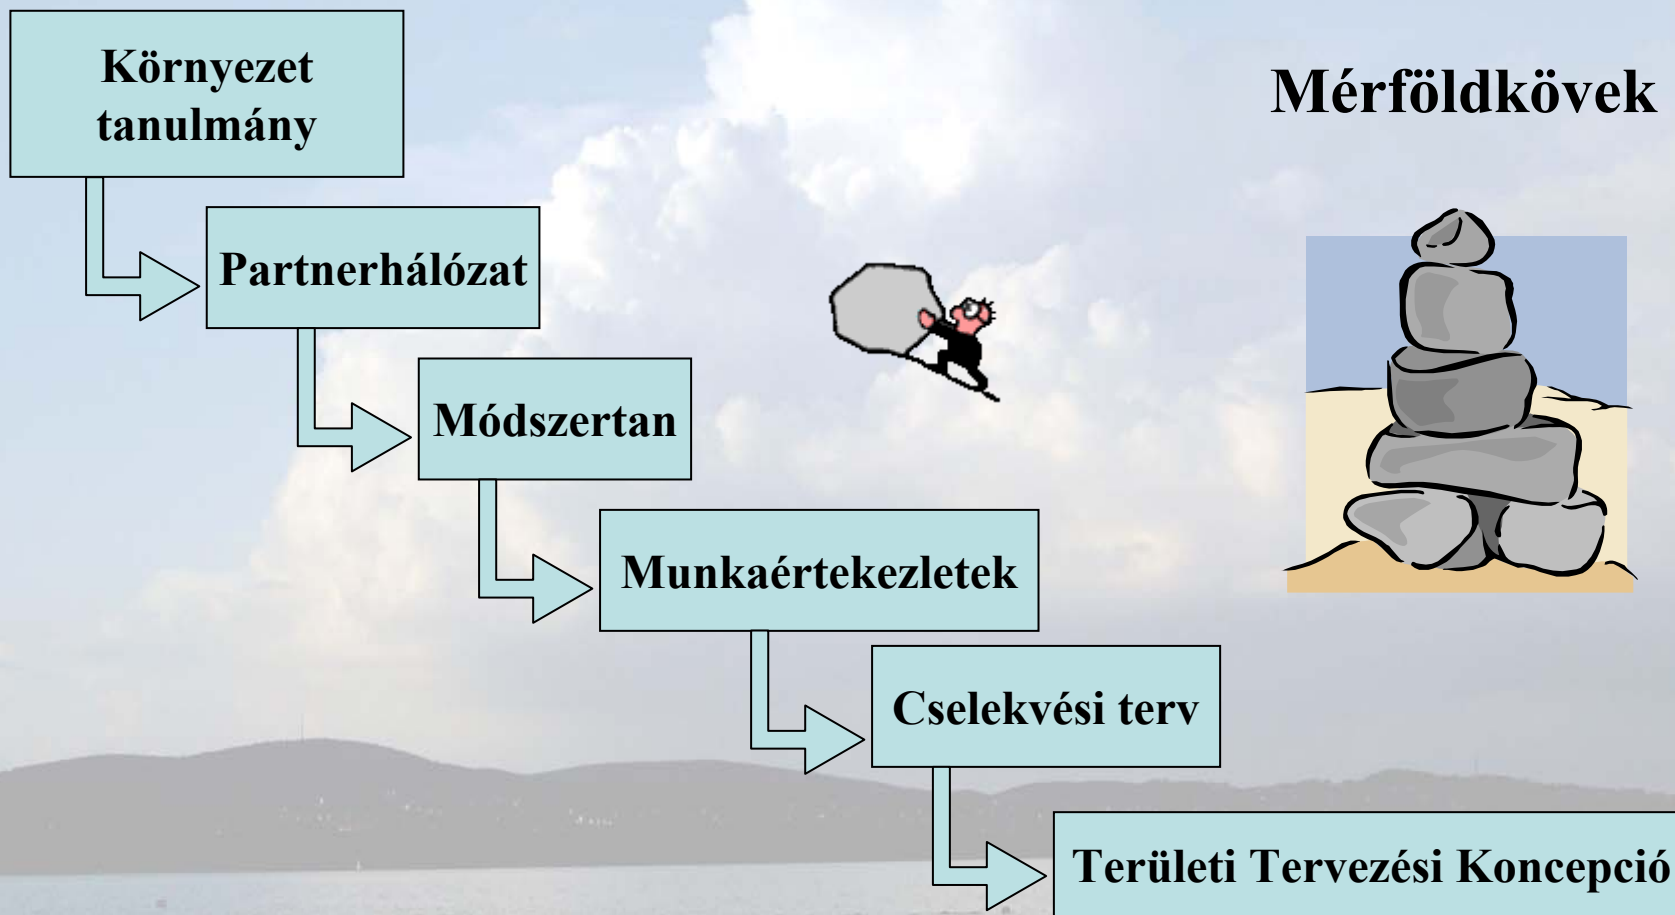 Környezet
tanulmány
Mérföldkövek
Partnerhálózat
Módszertan
Munkaértekezletek
Cselekvési terv
Területi Tervezési Koncepció